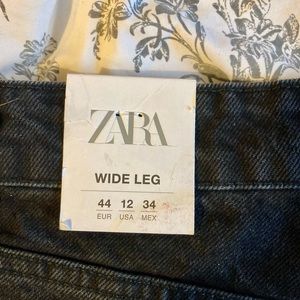 ZARA
WIDE LEG
44 12 34
EUR USA MEX